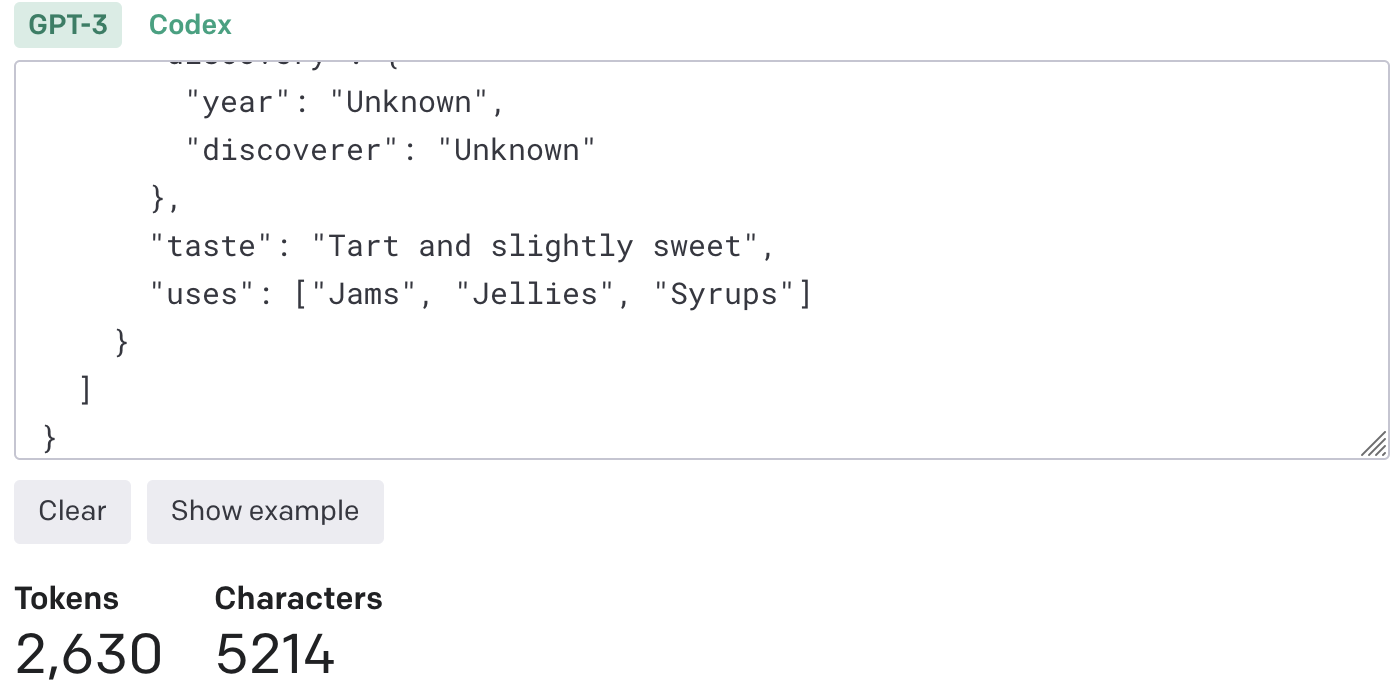 GPT-3 Codex
"discovery": {
"year": "Unknown",
"discoverer": "Unknown"
},
"taste": "Tart and slightly sweet",
"uses": ["Jams", "Jellies", "Syrups"]
}
]
}
Clear Show example
Tokens Characters
2,630 5214